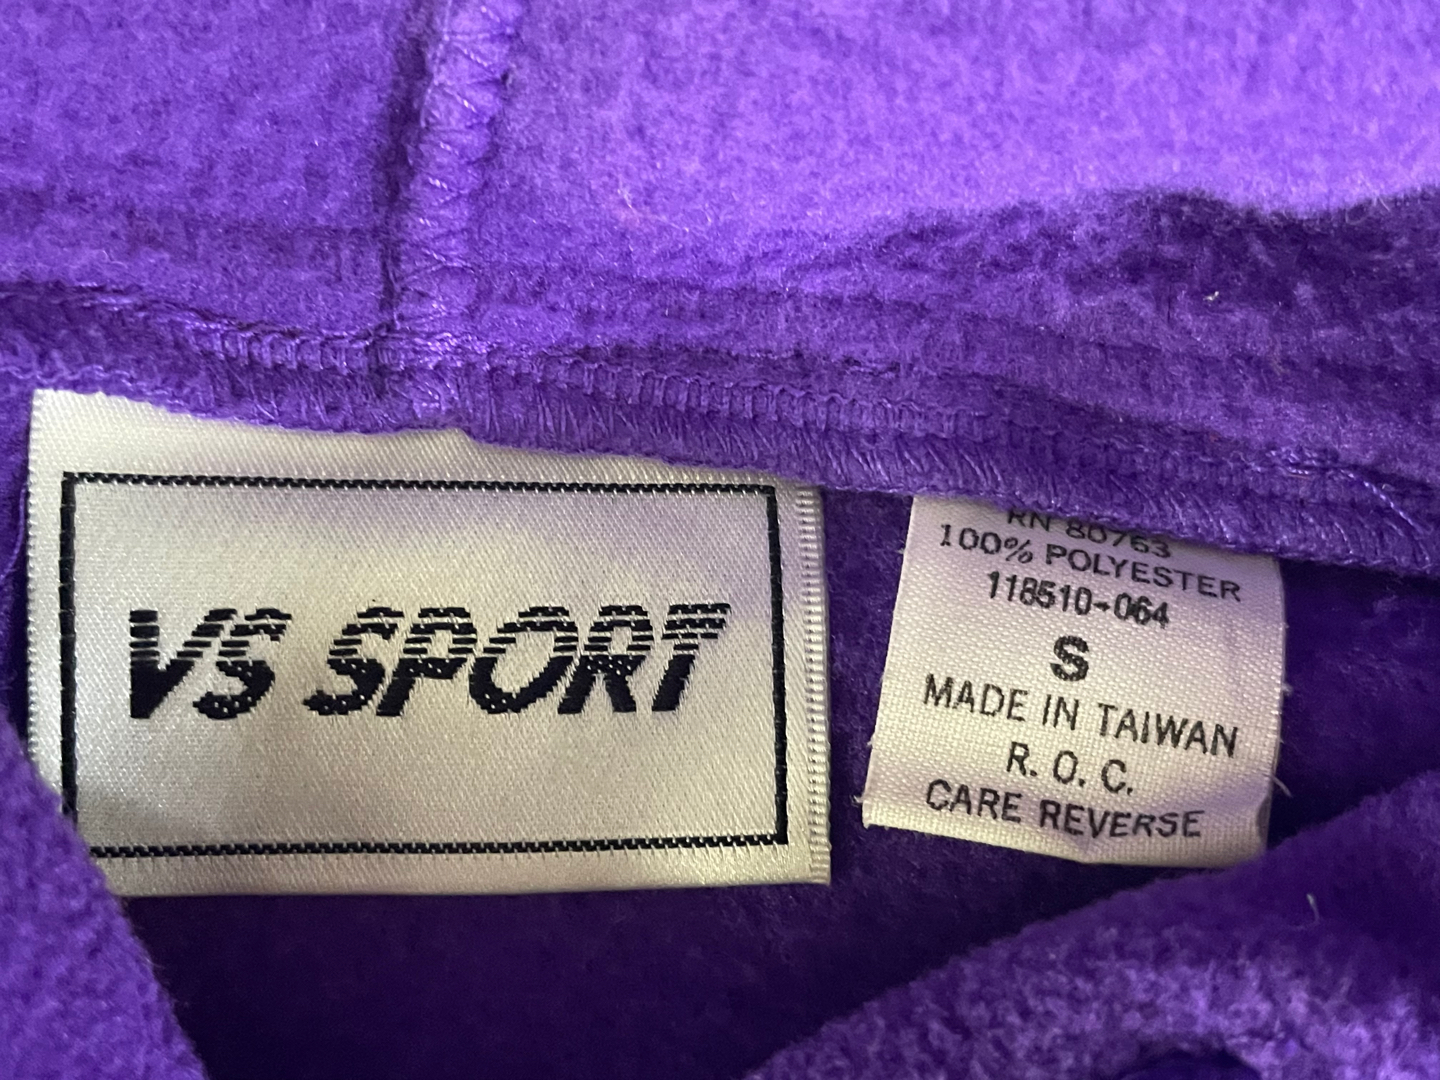 VS SPORT
RN 80763
100% POLYESTER
118510-064
S
MADE IN TAIWAN
R. O. C.
CARE REVERSE